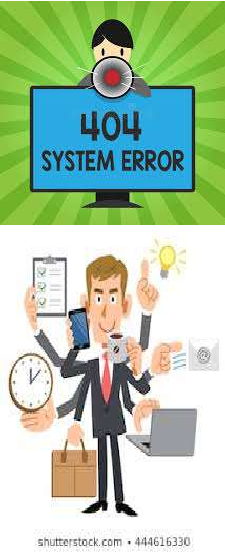 404
SYSTEM ERROR
@
shutterstock.com • 444616330